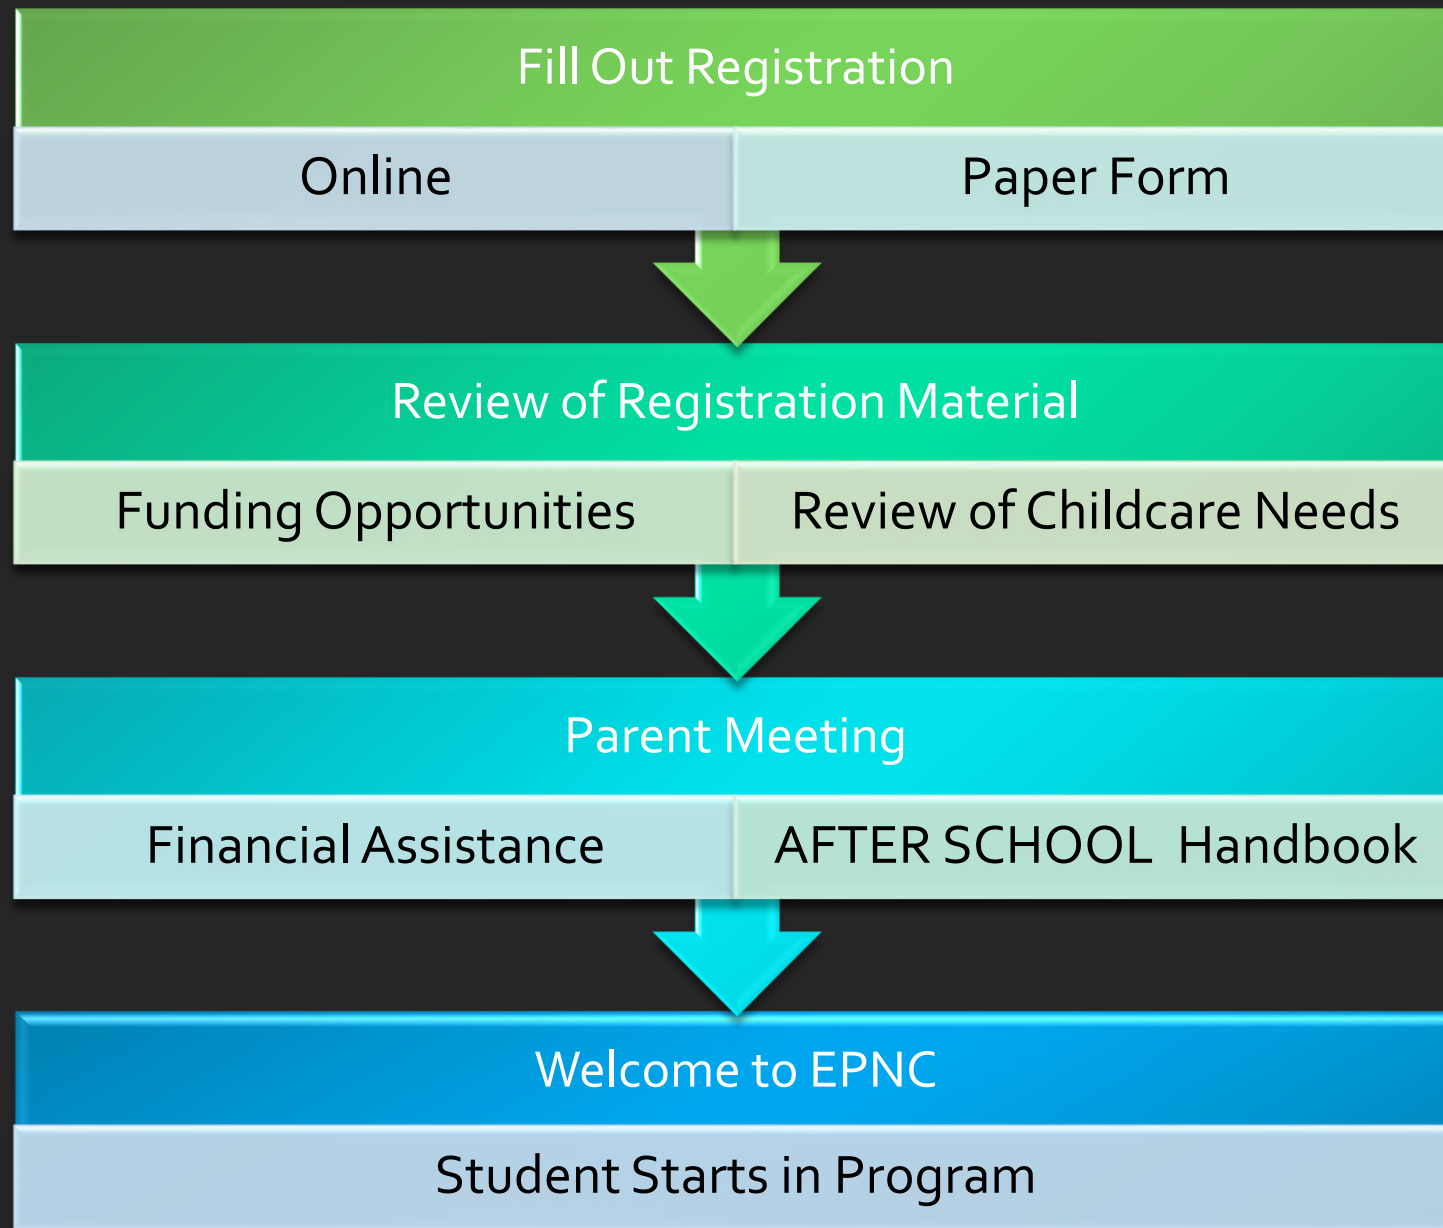 Fill Out Registration
Online
Paper Form
Review of Registration Material
Funding Opportunities
Review of Childcare Needs
Parent Meeting
Financial Assistance
AFTER SCHOOL  Handbook
Welcome to EPNC
Student Starts in Program